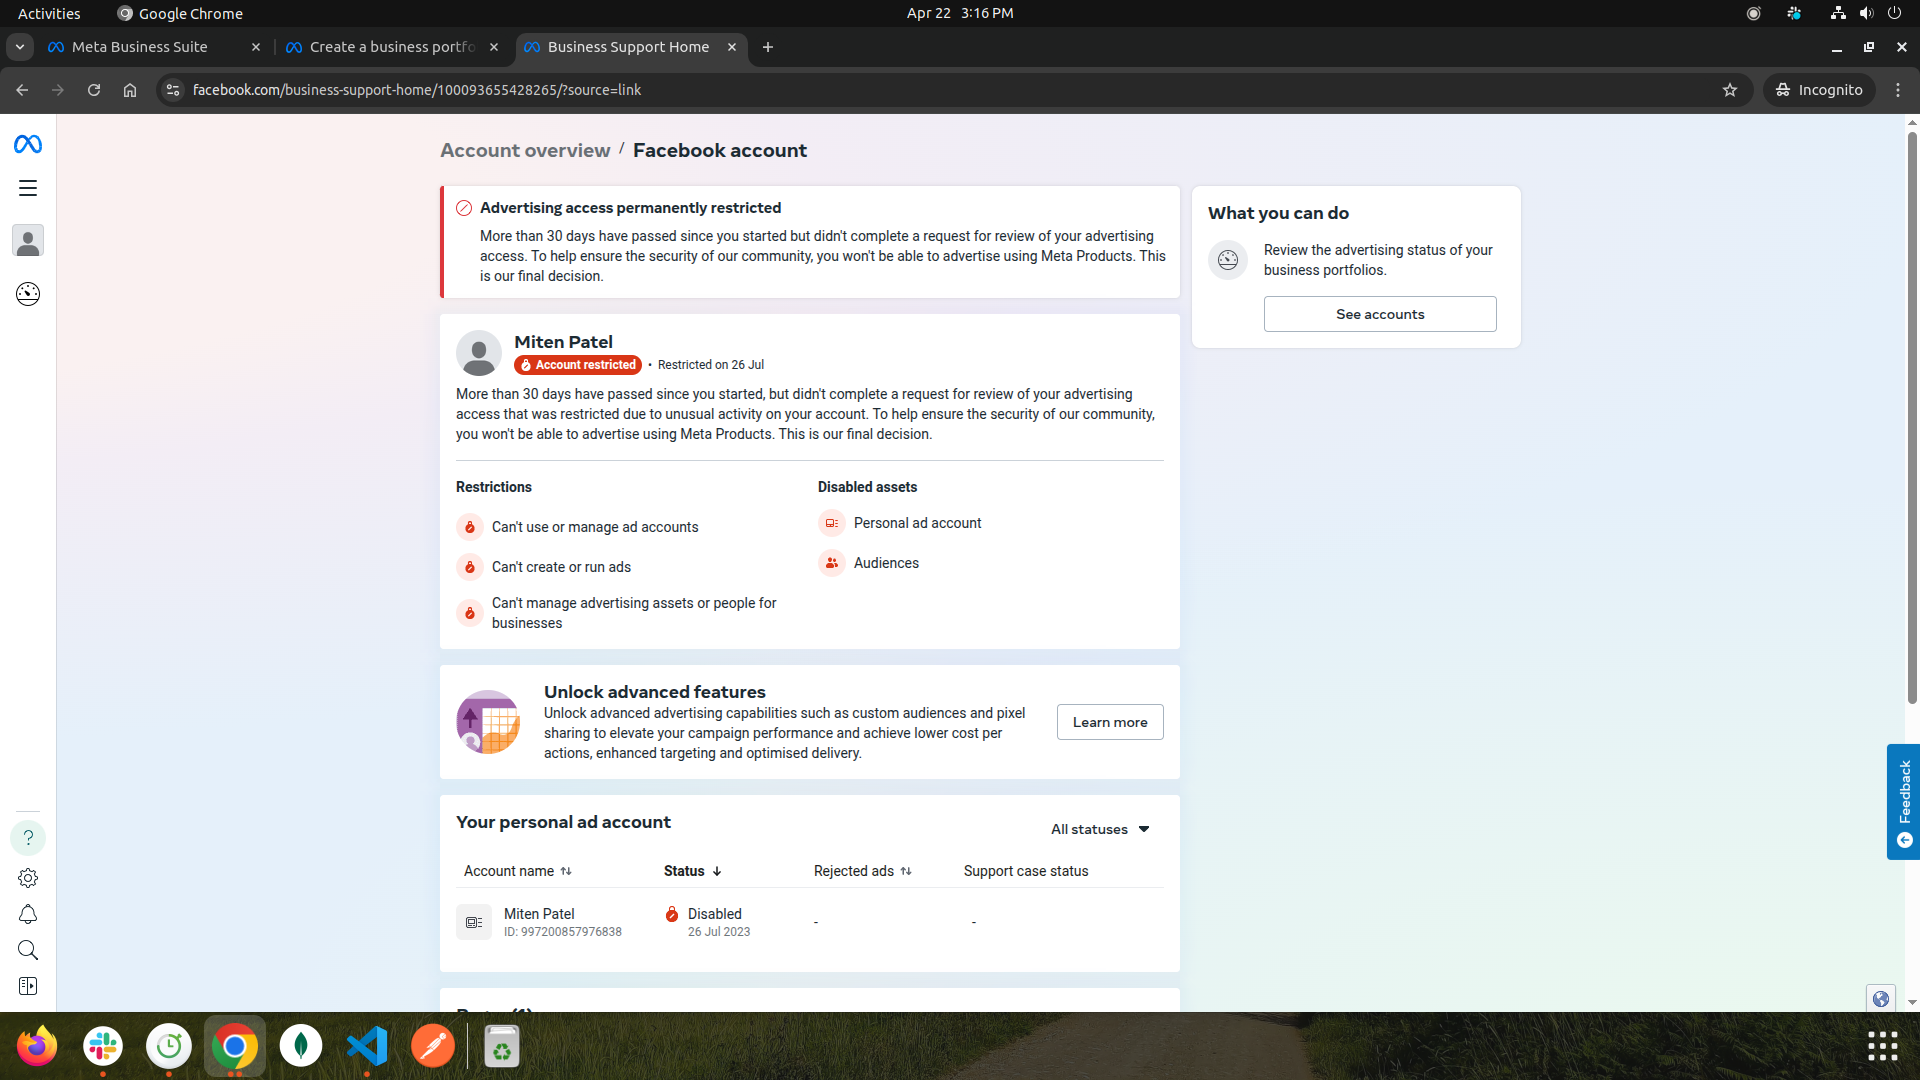 Activities
Google Chrome
Apr 22 3:16 PM
Meta Business Suite
Create a business portfo
Business Support Home
facebook.com/business-support-home/100093655428265/?source=link
Incognito
Account overview / Facebook account
Advertising access permanently restricted
More than 30 days have passed since you started but didn't complete a request for review of your advertising
access. To help ensure the security of our community, you won't be able to advertise using Meta Products. This
is our final decision.
What you can do
Review the advertising status of your
business portfolios.
See accounts
Miten Patel
Account restricted • Restricted on 26 Jul
More than 30 days have passed since you started, but didn't complete a request for review of your advertising
access that was restricted due to unusual activity on your account. To help ensure the security of our community,
you won't be able to advertise using Meta Products. This is our final decision.
Restrictions
Can't use or manage ad accounts
Can't create or run ads
Can't manage advertising assets or people for
businesses
Disabled assets
Personal ad account
Audiences
Unlock advanced features
Unlock advanced advertising capabilities such as custom audiences and pixel
sharing to elevate your campaign performance and achieve lower cost per
actions, enhanced targeting and optimised delivery.
Learn more
Feedback
Your personal ad account
All statuses
Account name Status Rejected ads Support case status
Miten Patel Disabled - -
ID: 997200857976838 26 Jul 2023